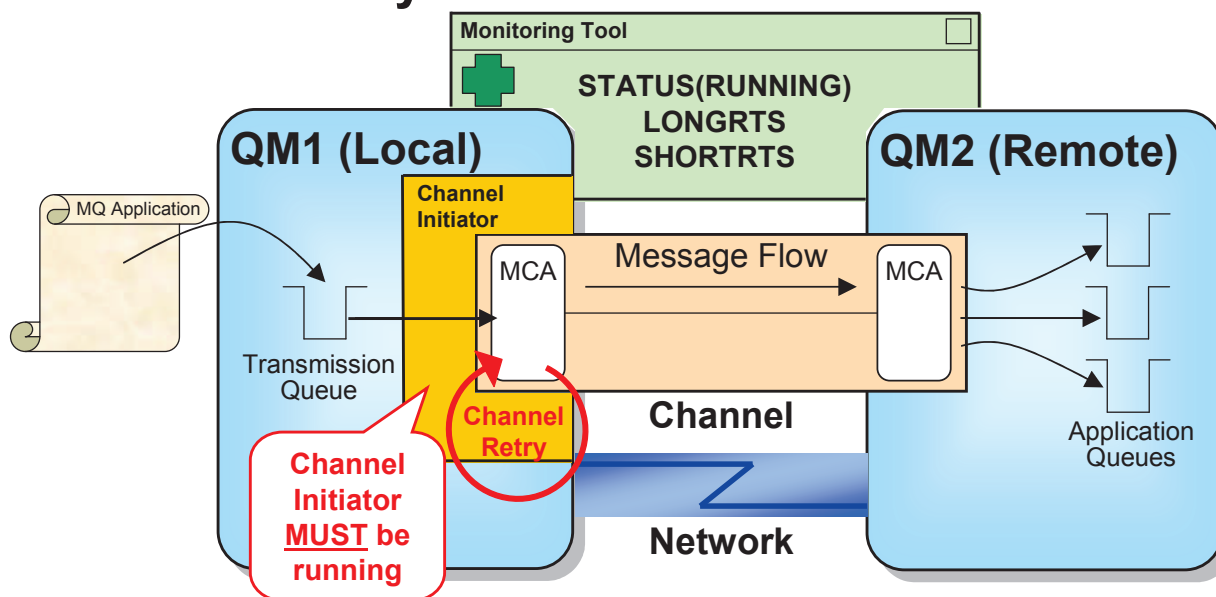 Monitoring Tool
STATUS(RUNNING)
LONGRTS
SHORTRTS
QM1 (Local)
QM2 (Remote)
MQ Application
Channel
Initiator
MCA
Message Flow
MCA
Transmission
Queue
Channel
Retry
Channel
Application
Queues
Channel
Initiator
MUST be
running
Network